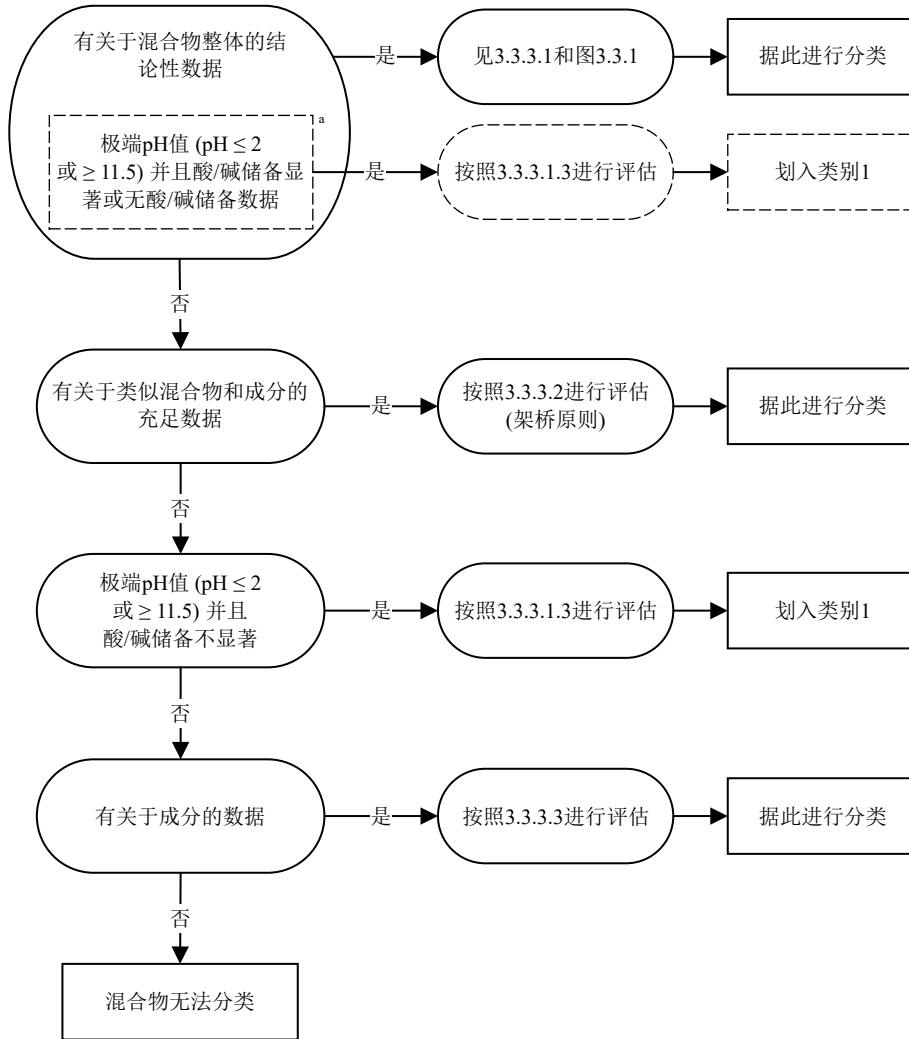 有关于混合物整体的结
论性数据
是
见3.3.3.1和图3.3.1
据此进行分类
a
极端pH值 (pH ≤ 2
或 ≥ 11.5) 并且酸/碱储备显
著或无酸/碱储备数据
是
按照3.3.3.1.3进行评估
划入类别1
否
有关于类似混合物和成分的
充足数据
是
按照3.3.3.2进行评估
(架桥原则)
据此进行分类
否
极端pH值 (pH ≤ 2
或 ≥ 11.5) 并且
酸/碱储备不显著
是
按照3.3.3.1.3进行评估
划入类别1
否
有关于成分的数据
是
按照3.3.3.3进行评估
据此进行分类
否
混合物无法分类